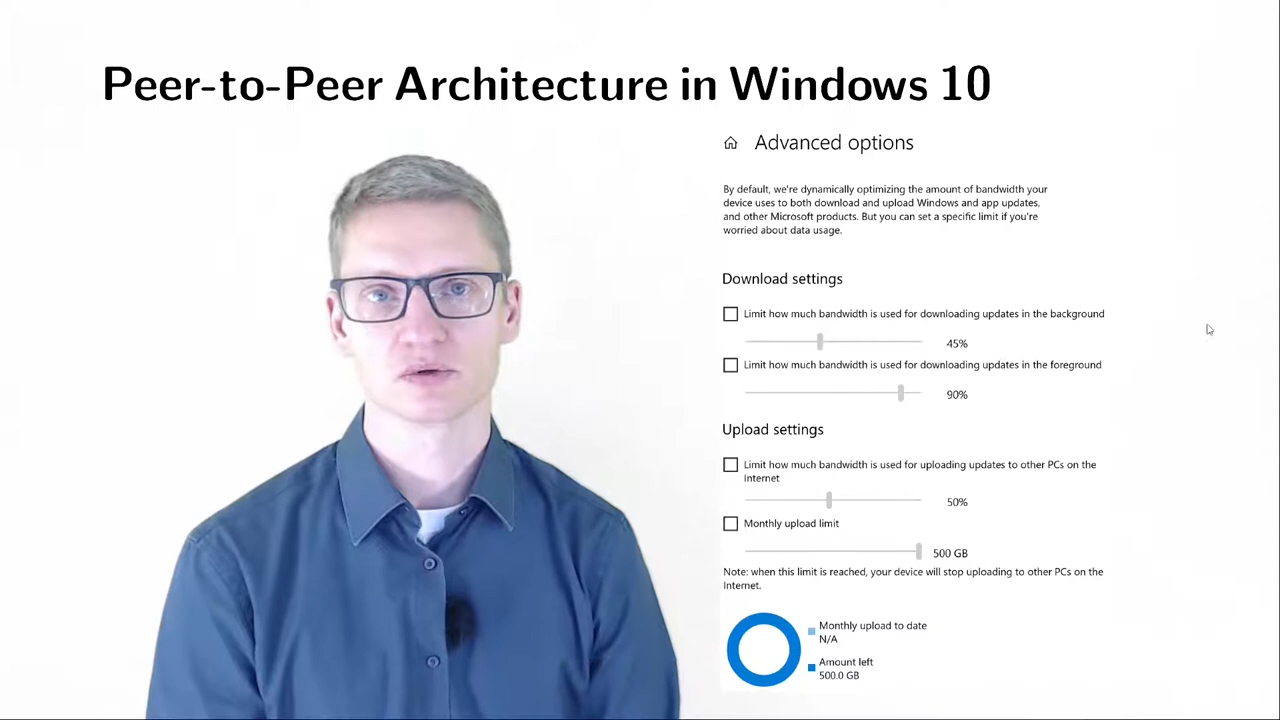 Peer-to-Peer Architecture in Windows 10
Advanced options
By default, we're dynamically optimizing the amount of bandwidth your
device uses to both download and upload Windows and app updates,
and other Microsoft products. But you can set a specific limit if you're
worried about data usage.
Download settings
Limit how much bandwidth is used for downloading updates in the background
45%
Limit how much bandwidth is used for downloading updates in the foreground
90%
Upload settings
Limit how much bandwidth is used for uploading updates to other PCs on the
Internet
50%
Monthly upload limit
500 GB
Note: when this limit is reached, your device will stop uploading to other PCs on the
Internet.
Monthly upload to date
N/A
Amount left
500.0 GB